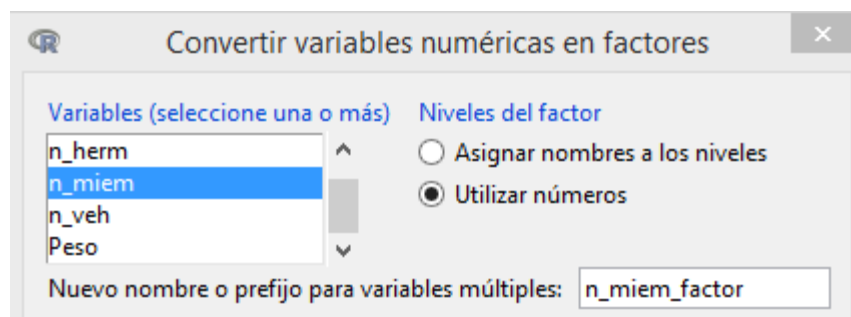 Convertir variables numéricas en factores
Variables (seleccione una o más)
n_herm
n_miem
n_veh
Peso
Niveles del factor
Asignar nombres a los niveles
Utilizar números
Nuevo nombre o prefijo para variables múltiples: n_miem_factor